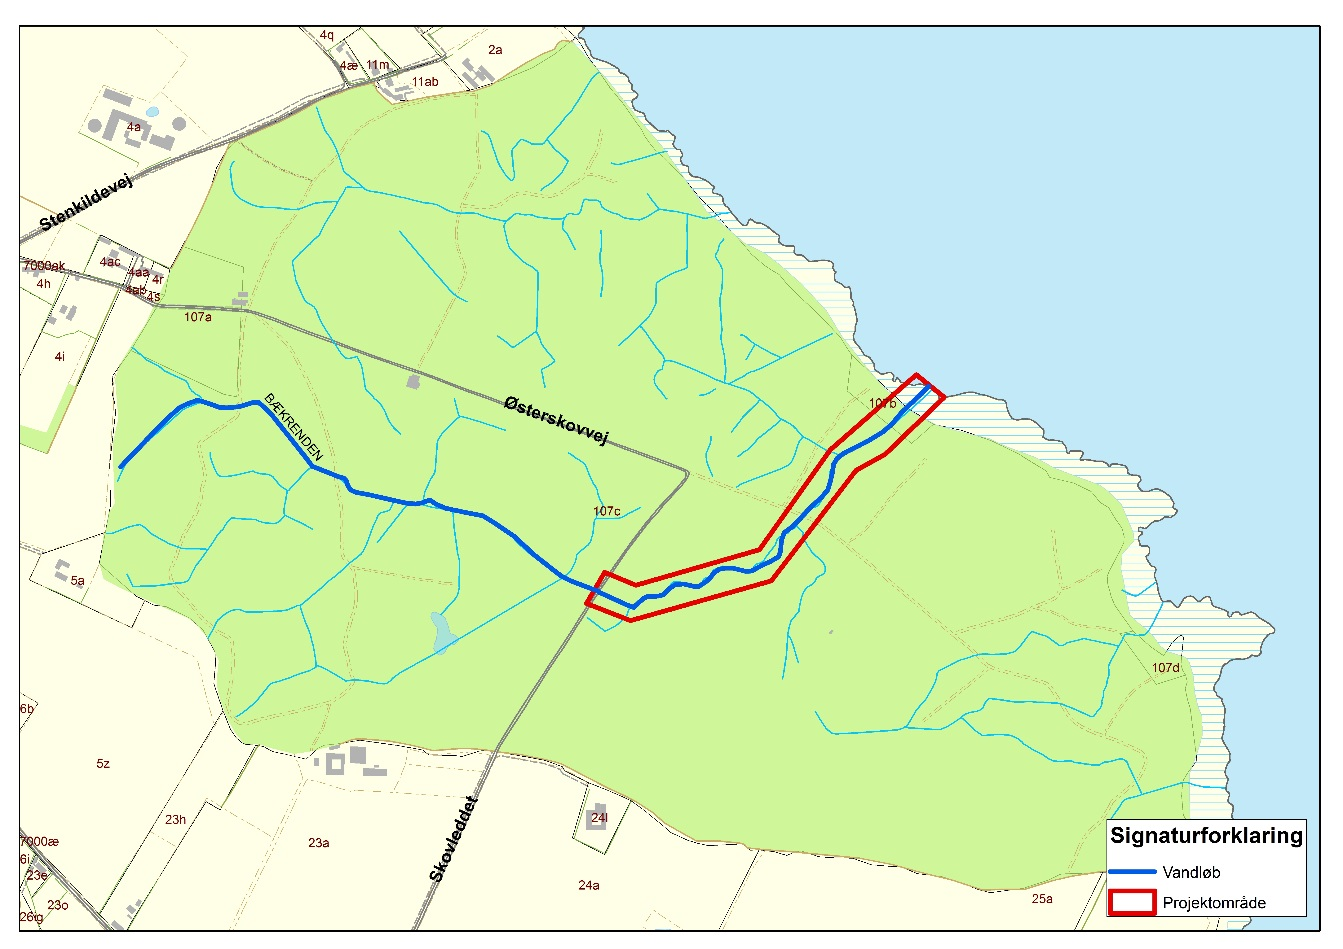 4q
2a
4æ
11m
11ab
4a
Stenkildevej
7000ak
4ac
4aa
4r
4h
4ab
4s
107a
4i
107b
BÆKRENDEN
Østerskovvej
107c
5a
107d
6b
5z
23h
23a
24l
7000æ
6i
23e
23o
26ig
Skovleddet
24a
25a
Signaturforklaring
Vandløb
Projektområde